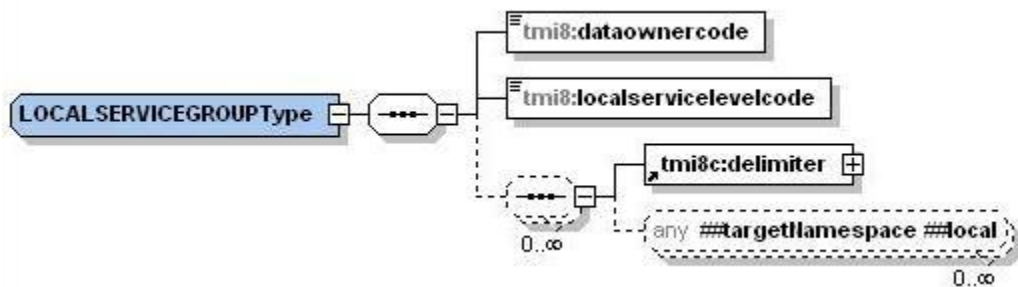 tmi8:dataownercode
LOCALSERVICEGROUPType
tmi8:localservicelevelcode
tmi8c:delimiter
0..∞
any ##targetNamespace ##local
0..∞